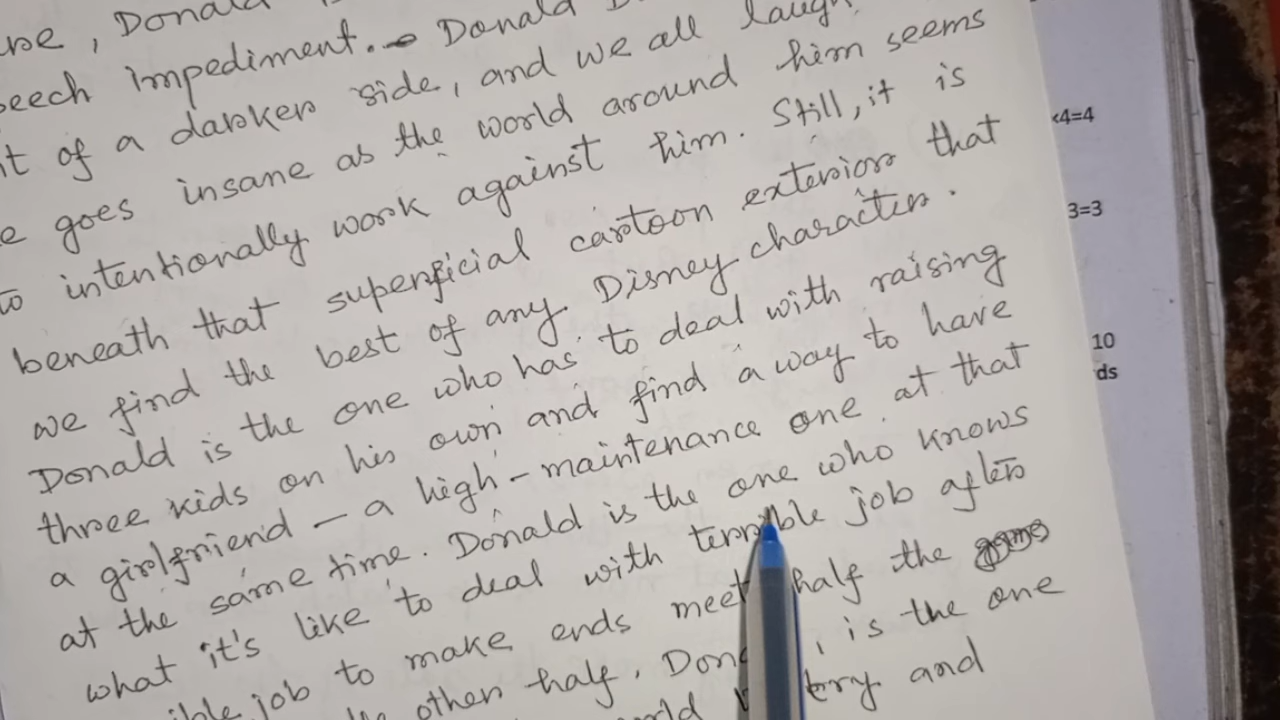 Donald
eech impediment. Donald
t of a darker side, and we all laugh
e goes insane as the world around him seems
to intentionally work against him. Still, it is
beneath that superficial cartoon exterior that
we find the best of any Disney character.
Donald is the one who has to deal with raising
three kids on his own and find a way to have
a girlfriend - a high-maintenance one at that
at the same time. Donald is the one who knows
what it's like to deal with terrible job after
ible job to make ends meet half the
other half. Don is the one
try and
<4=4
3=3
10
ds